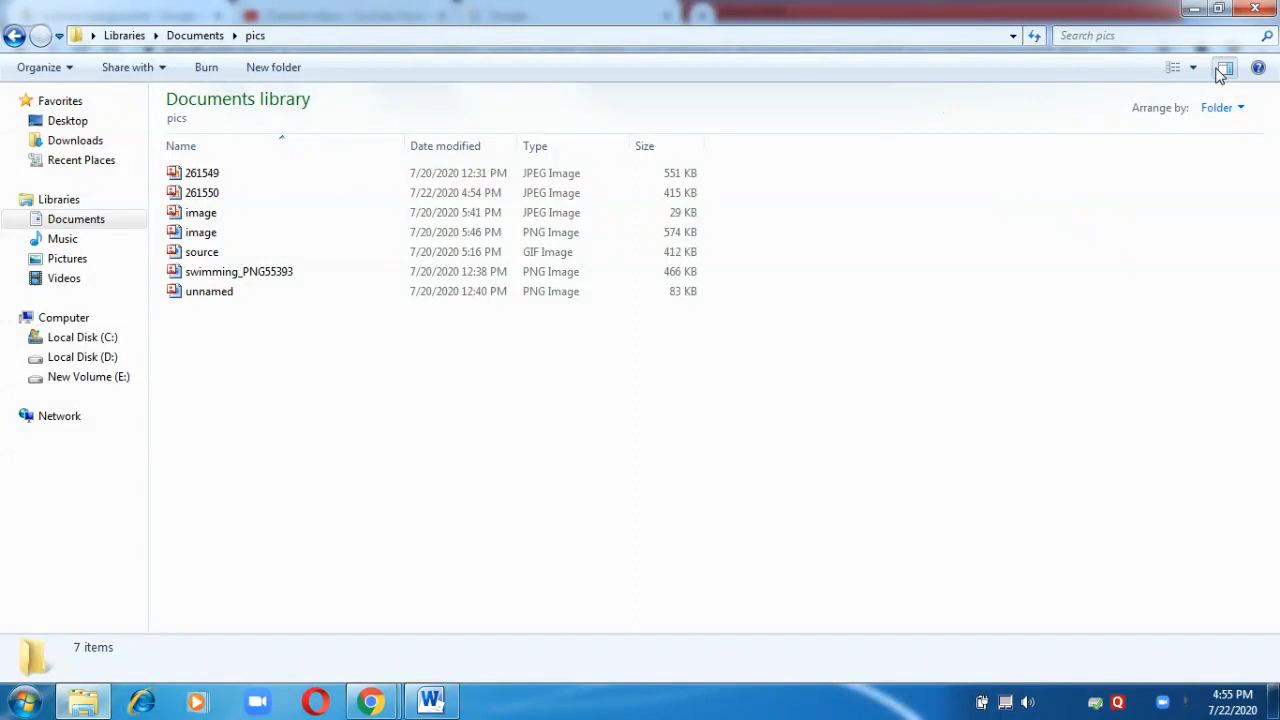 Libraries Documents pics
Search pics
Organize Share with Burn New folder
Favorites
Desktop
Downloads
Recent Places
Libraries
Documents
Music
Pictures
Videos
Computer
Local Disk (C:)
Local Disk (D:)
New Volume (E:)
Network
Documents library
pics
Arrange by: Folder
Name Date modified Type Size
261549 7/20/2020 12:31 PM JPEG Image 551 KB
261550 7/22/2020 4:54 PM JPEG Image 415 KB
image 7/20/2020 5:41 PM JPEG Image 29 KB
image 7/20/2020 5:46 PM PNG Image 574 KB
source 7/20/2020 5:16 PM GIF Image 412 KB
swimming_PNG55393 7/20/2020 12:38 PM PNG Image 466 KB
unnamed 7/20/2020 12:40 PM PNG Image 83 KB
7 items
4:55 PM
7/22/2020